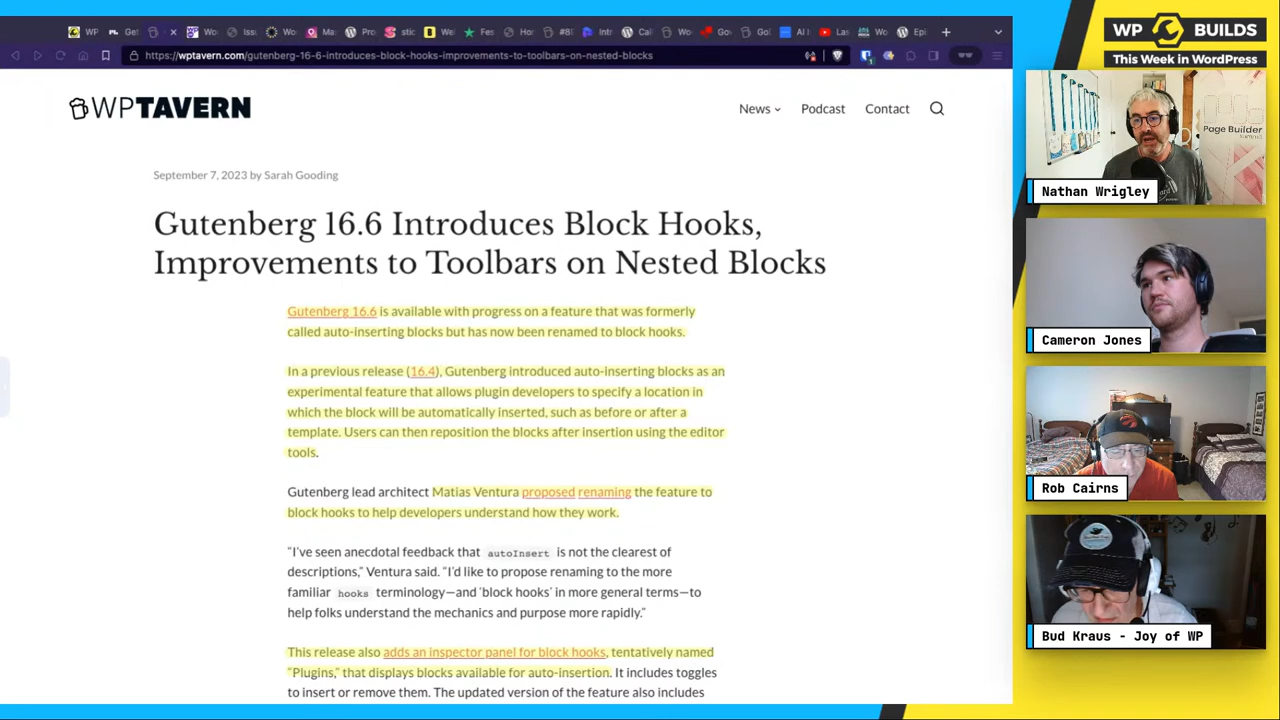 https://wptavern.com/gutenberg-16-6-introduces-block-hooks-improvements-to-toolbars-on-nested-blocks
WPTAVERN
News
Podcast
Contact
September 7, 2023 by Sarah Gooding
Gutenberg 16.6 Introduces Block Hooks,
Improvements to Toolbars on Nested Blocks
Gutenberg 16.6 is available with progress on a feature that was formerly
called auto-inserting blocks but has now been renamed to block hooks.
In a previous release (16.4), Gutenberg introduced auto-inserting blocks as an
experimental feature that allows plugin developers to specify a location in
which the block will be automatically inserted, such as before or after a
template. Users can then reposition the blocks after insertion using the editor
tools.
Gutenberg lead architect Matias Ventura proposed renaming the feature to
block hooks to help developers understand how they work.
“I’ve seen anecdotal feedback that autoInsert is not the clearest of
descriptions,” Ventura said. “I’d like to propose renaming to the more
familiar hooks terminology—and ‘block hooks’ in more general terms—to
help folks understand the mechanics and purpose more rapidly.”
This release also adds an inspector panel for block hooks, tentatively named
“Plugins,” that displays blocks available for auto-insertion. It includes toggles
to insert or remove them. The updated version of the feature also includes
WP BUILDS
This Week in WordPress
Page Builder
Nathan Wrigley
Cameron Jones
Rob Cairns
Bud Kraus - Joy of WP